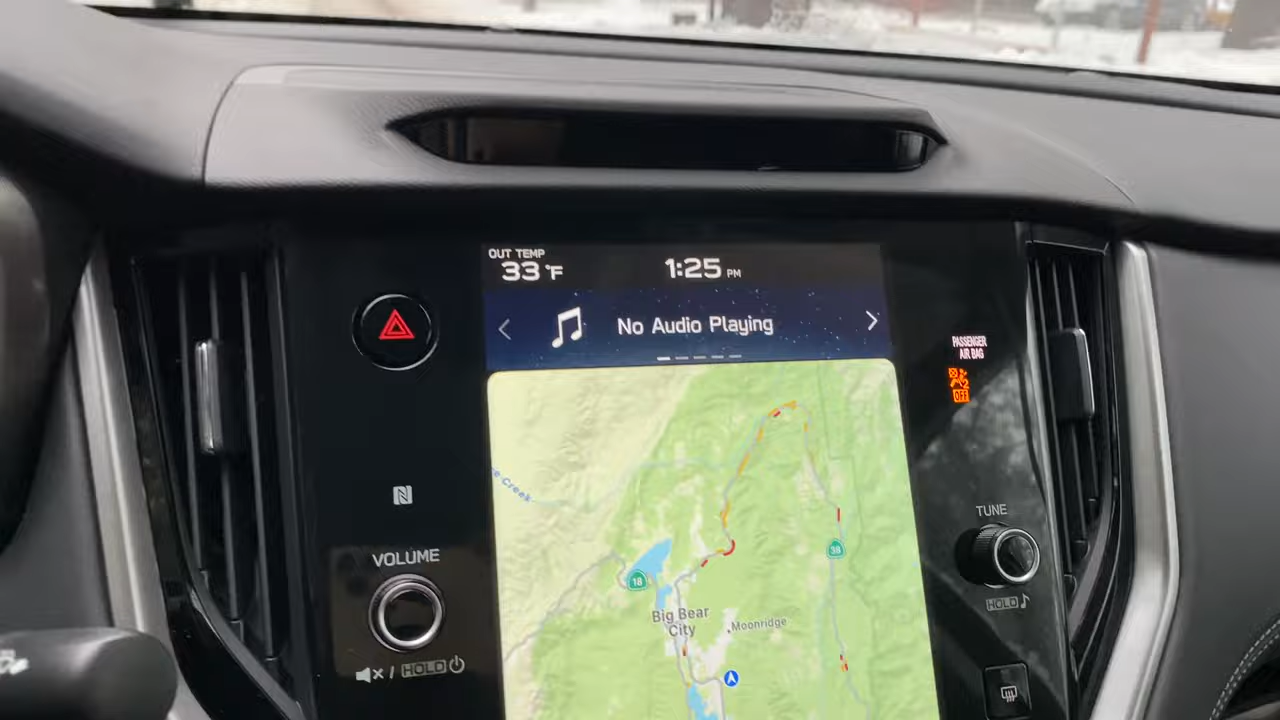 OUT TEMP
33°F
1:25 PM
No Audio Playing
PASSENGER
AIR BAG
OFF
e-Creek
38
18
Big Bear
City
Moonridge
VOLUME
/ HOLD
TUNE
HOLD